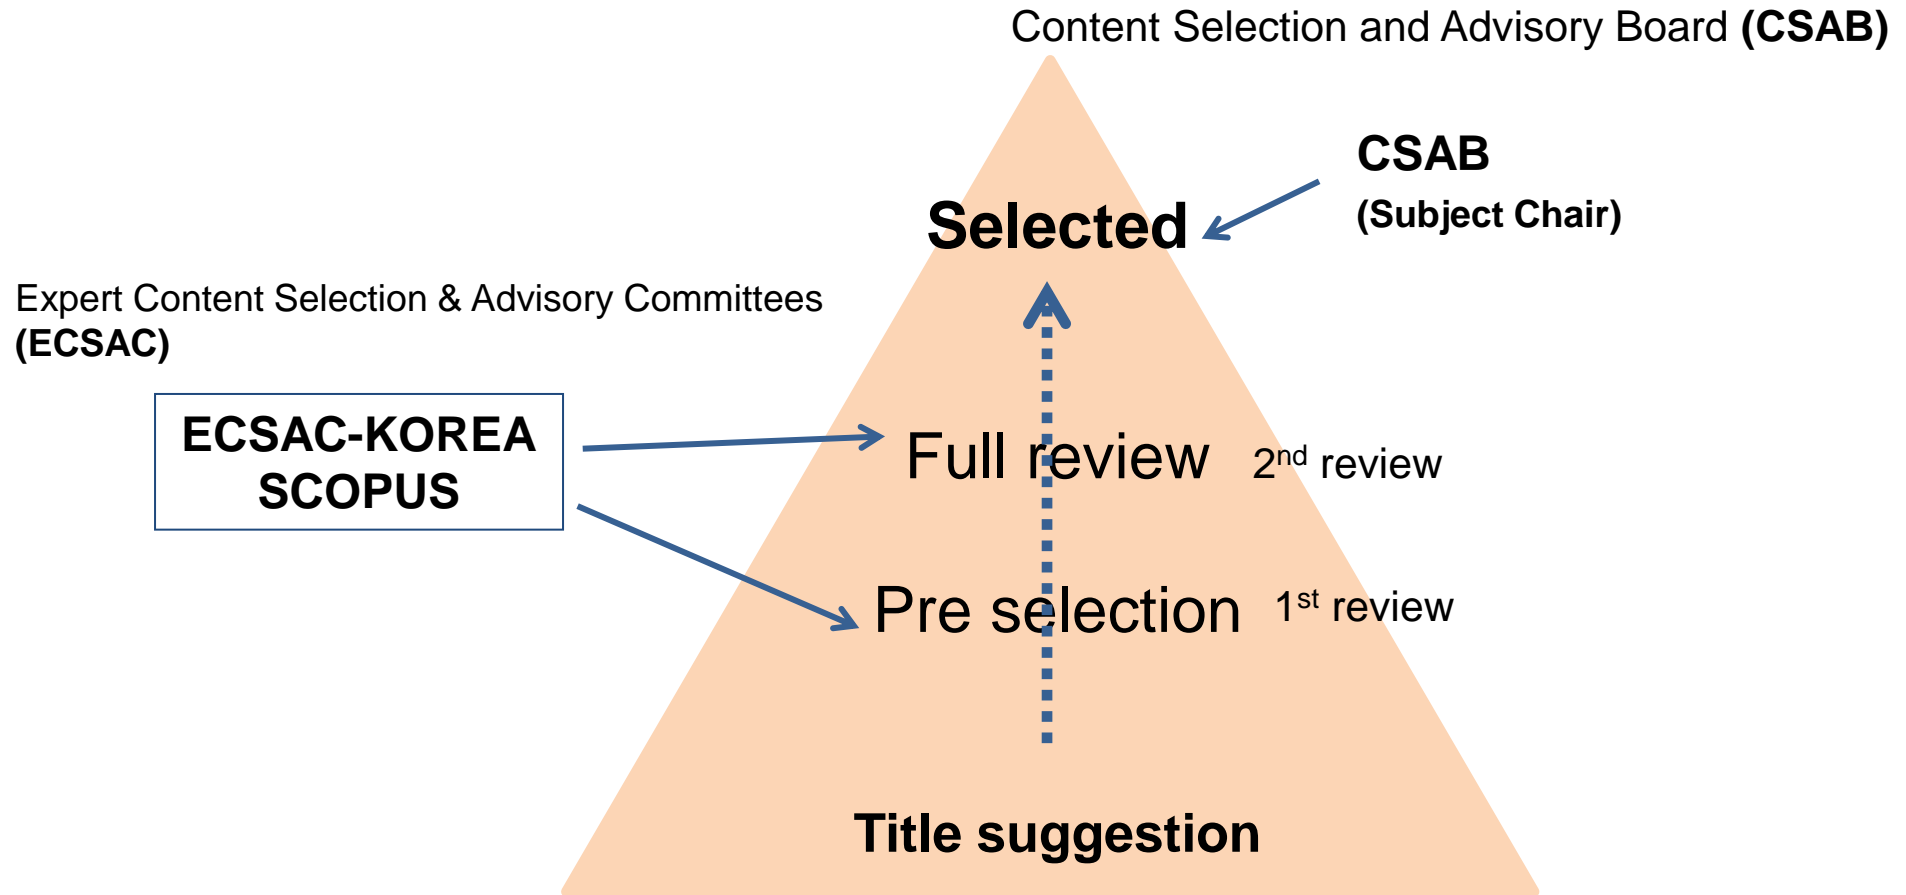 Content Selection and Advisory Board (CSAB)
CSAB
(Subject Chair)
Selected
Expert Content Selection & Advisory Committees
(ECSAC)
ECSAC-KOREA
SCOPUS
Full review 2nd review
Pre selection 1st review
Title suggestion